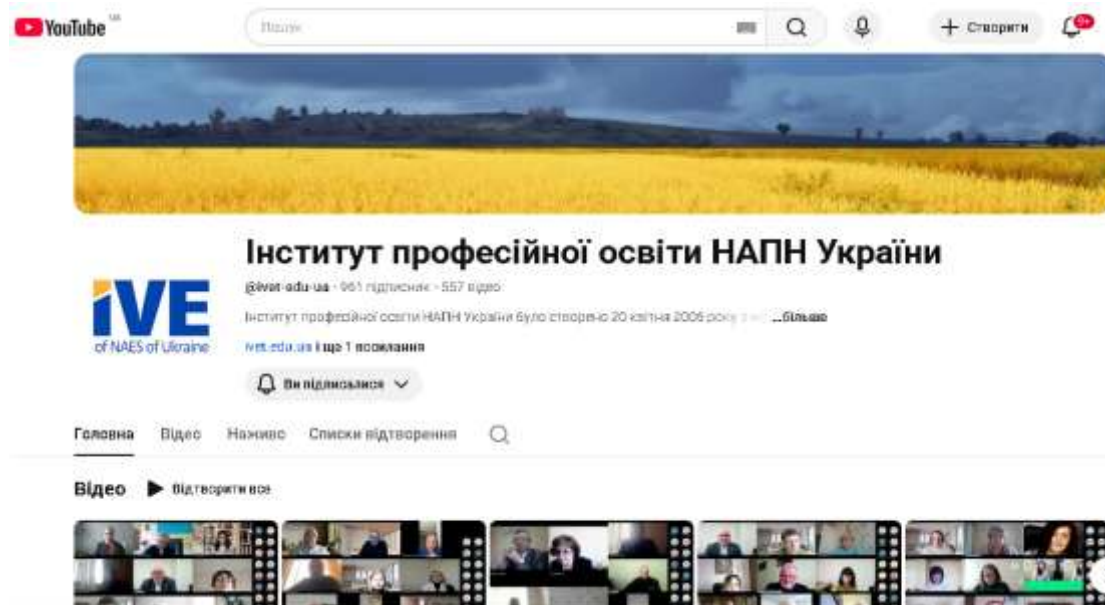 YouTube UA
Пошук
Створити
9+
Інститут професійної освіти НАПН України
@ivet-edu-ua · 961 підписник · 557 відео
Інститут професійної освіти НАПН України було створено 20 квітня 2006 року ...більше
ivet.edu.ua і ще 1 посилання
iVE
of NAES of Ukraine
Ви підписалися
Головна Відео Наживо Списки відтворення
Відео Відтворити все